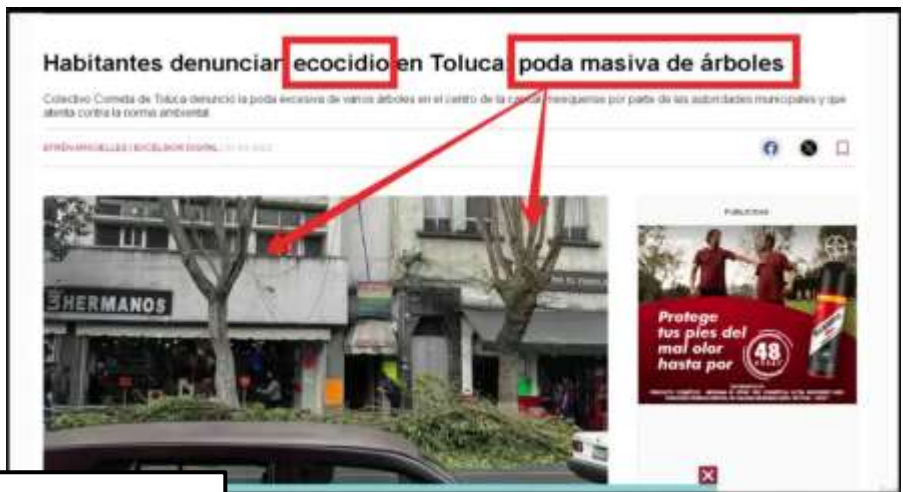 Habitantes denuncian ecocidio en Toluca poda masiva de árboles
Colectivo Cometa de Toluca denunció la poda excesiva de varios árboles en el centro de la capital mexiquense por parte de las autoridades municipales y que
atenta contra la norma ambiental
PUBLICIDAD
3 HERMANOS
Protege
tus pies del
mal olor
hasta por
48